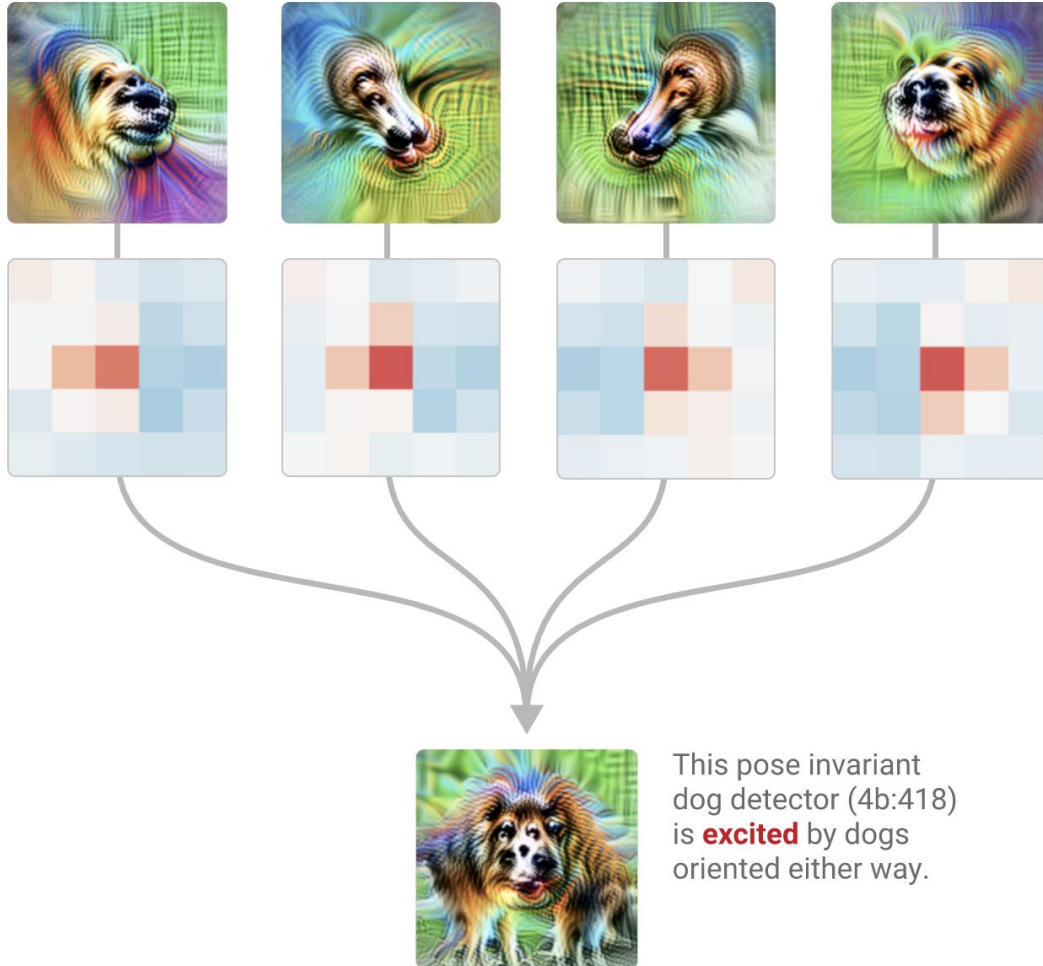 This pose invariant
dog detector (4b:418)
is excited by dogs
oriented either way.